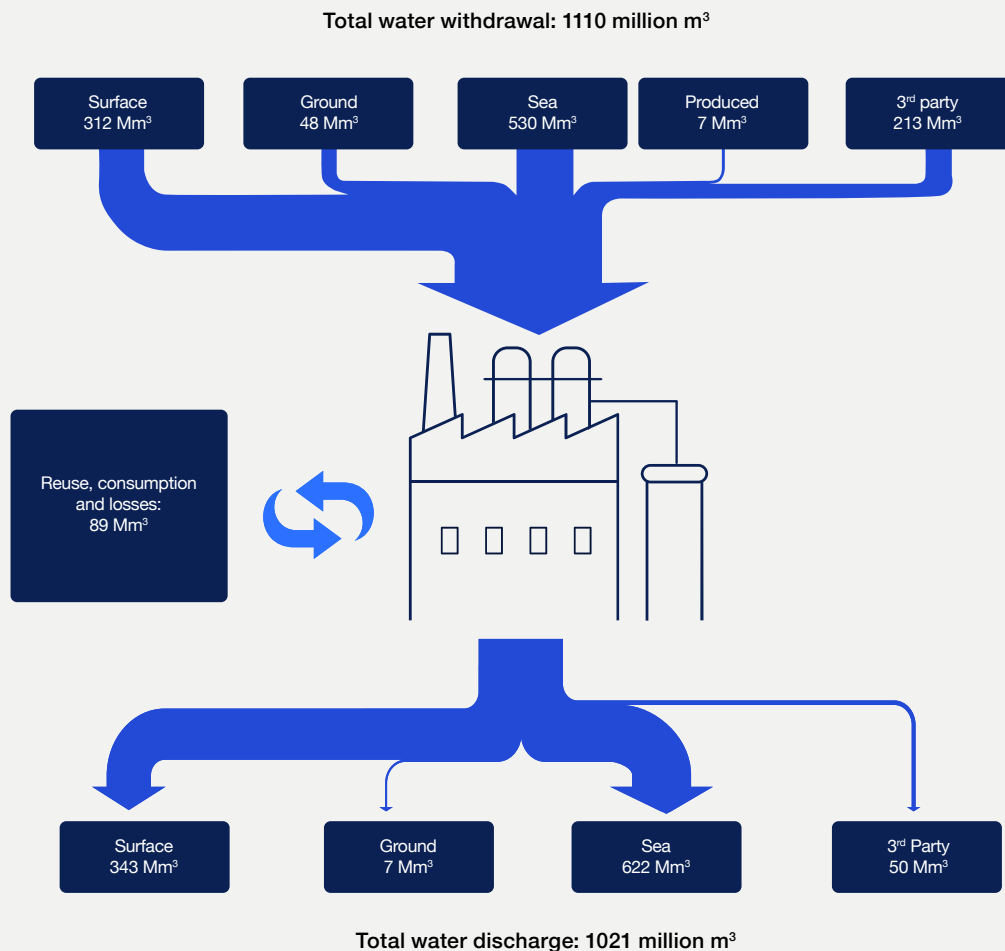 Total water withdrawal: 1110 million m³
Surface
312 Mm³
Ground
48 Mm³
Sea
530 Mm³
Produced
7 Mm³
3rd party
213 Mm³
Reuse, consumption
and losses:
89 Mm³
Surface
343 Mm³
Ground
7 Mm³
Sea
622 Mm³
3rd Party
50 Mm³
Total water discharge: 1021 million m³